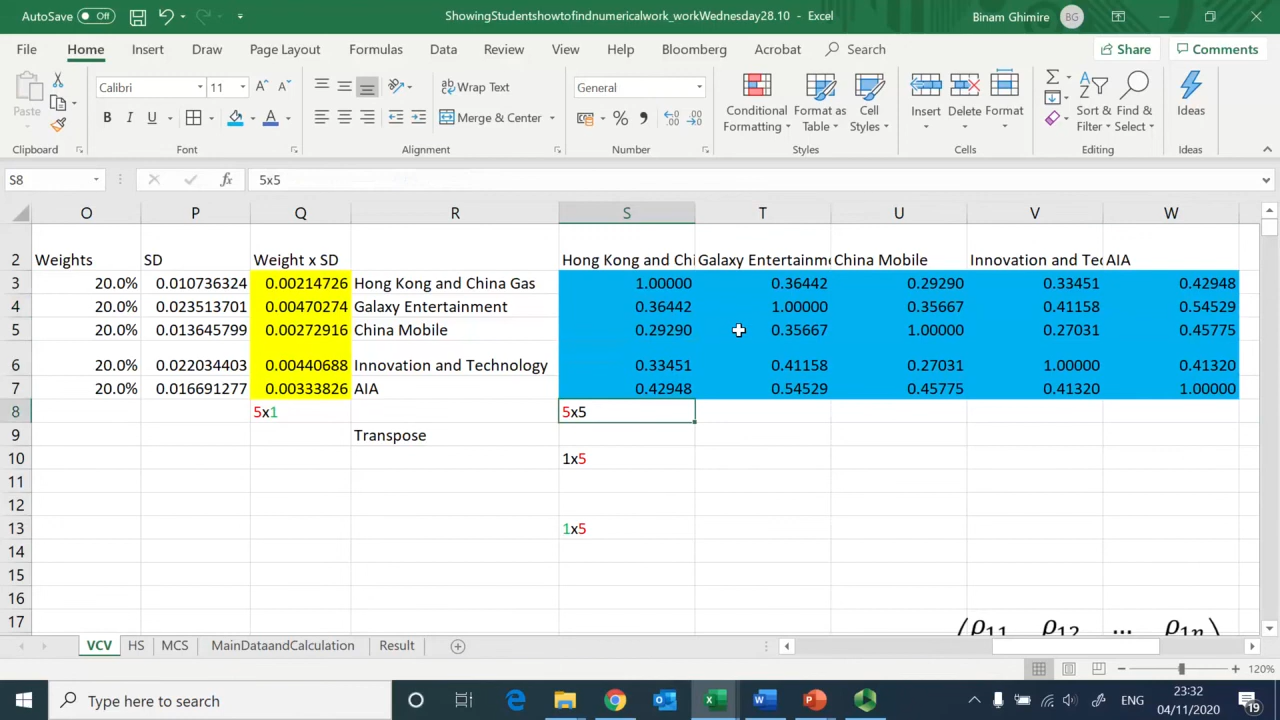 AutoSave Off ShowingStudentshowtofindnumericalwork_workWednesday28.10 - Excel Binam Ghimire BG
File Home Insert Draw Page Layout Formulas Data Review View Help Bloomberg Acrobat Search Share Comments
Paste Calibri 11 Wrap Text General Conditional Formatting Format as Table Cell Styles Insert Delete Format Sort & Filter Find & Select Ideas
B I U A Merge & Center
Clipboard Font Alignment Number Styles Cells Editing Ideas
S8 fx 5x5
O P Q R S T U V W
2 Weights SD Weight x SD Hong Kong and Chi Galaxy Entertainm China Mobile Innovation and Tec AIA
3 20.0% 0.010736324 0.00214726 Hong Kong and China Gas 1.00000 0.36442 0.29290 0.33451 0.42948
4 20.0% 0.023513701 0.00470274 Galaxy Entertainment 0.36442 1.00000 0.35667 0.41158 0.54529
5 20.0% 0.013645799 0.00272916 China Mobile 0.29290 0.35667 1.00000 0.27031 0.45775
6 20.0% 0.022034403 0.00440688 Innovation and Technology 0.33451 0.41158 0.27031 1.00000 0.41320
7 20.0% 0.016691277 0.00333826 AIA 0.42948 0.54529 0.45775 0.41320 1.00000
8 5x1 5x5
9 Transpose
10 1x5
11
12
13 1x5
14
15
16
17 ρ11 ρ12 ⋯ ρ1n
VCV HS MCS MainDataandCalculation Result
120%
Type here to search ENG 23:32
04/11/2020 19